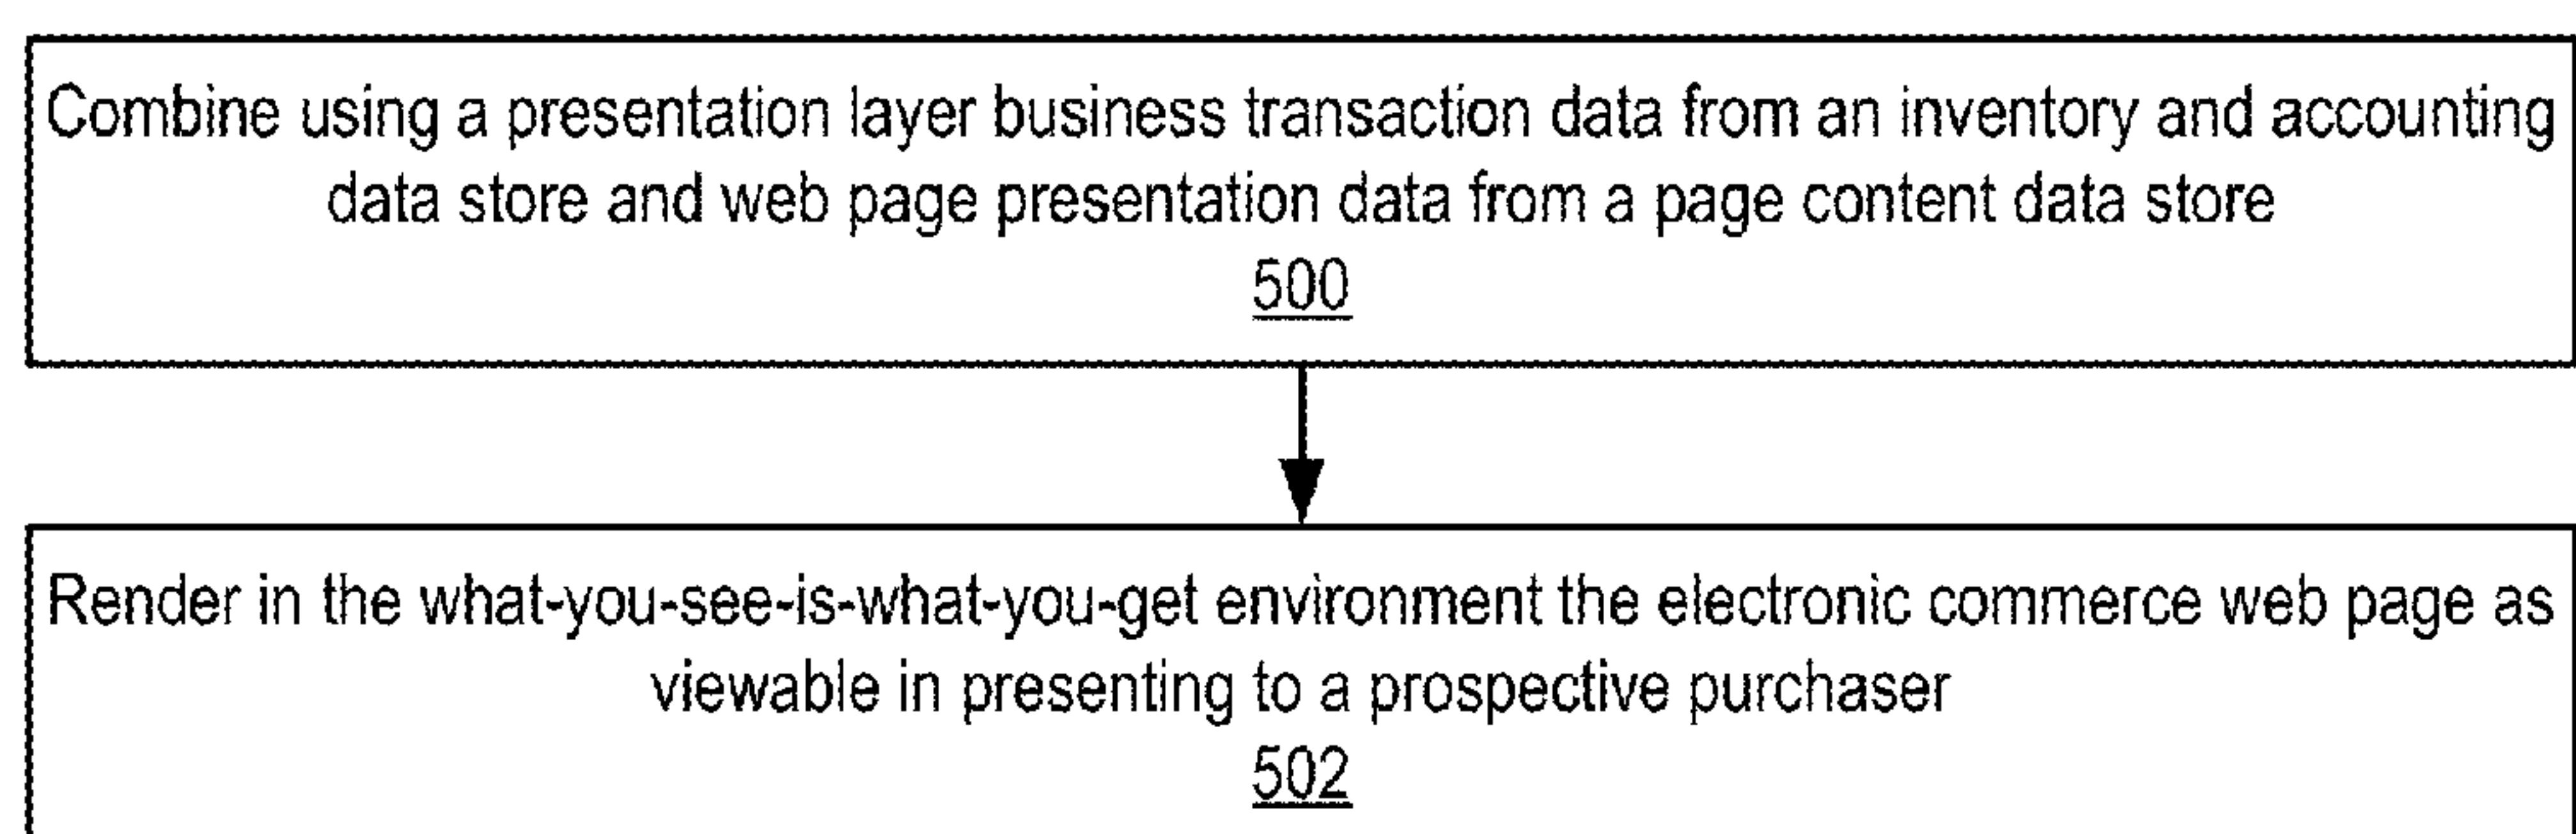 Combine using a presentation layer business transaction data from an inventory and accounting
data store and web page presentation data from a page content data store
500
Render in the what-you-see-is-what-you-get environment the electronic commerce web page as
viewable in presenting to a prospective purchaser
502